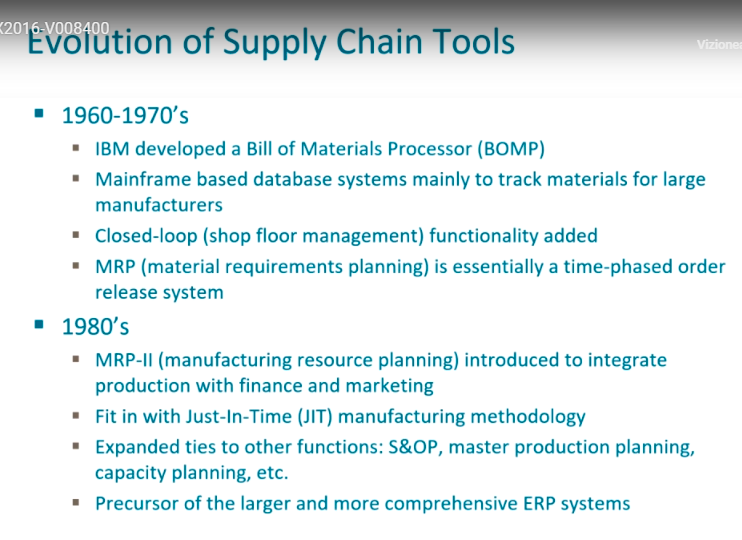 X2016-V008400
Evolution of Supply Chain Tools
1960-1970's
IBM developed a Bill of Materials Processor (BOMP)
Mainframe based database systems mainly to track materials for large
manufacturers
Closed-loop (shop floor management) functionality added
MRP (material requirements planning) is essentially a time-phased order
release system
1980's
MRP-II (manufacturing resource planning) introduced to integrate
production with finance and marketing
Fit in with Just-In-Time (JIT) manufacturing methodology
Expanded ties to other functions: S&OP, master production planning,
capacity planning, etc.
Precursor of the larger and more comprehensive ERP systems